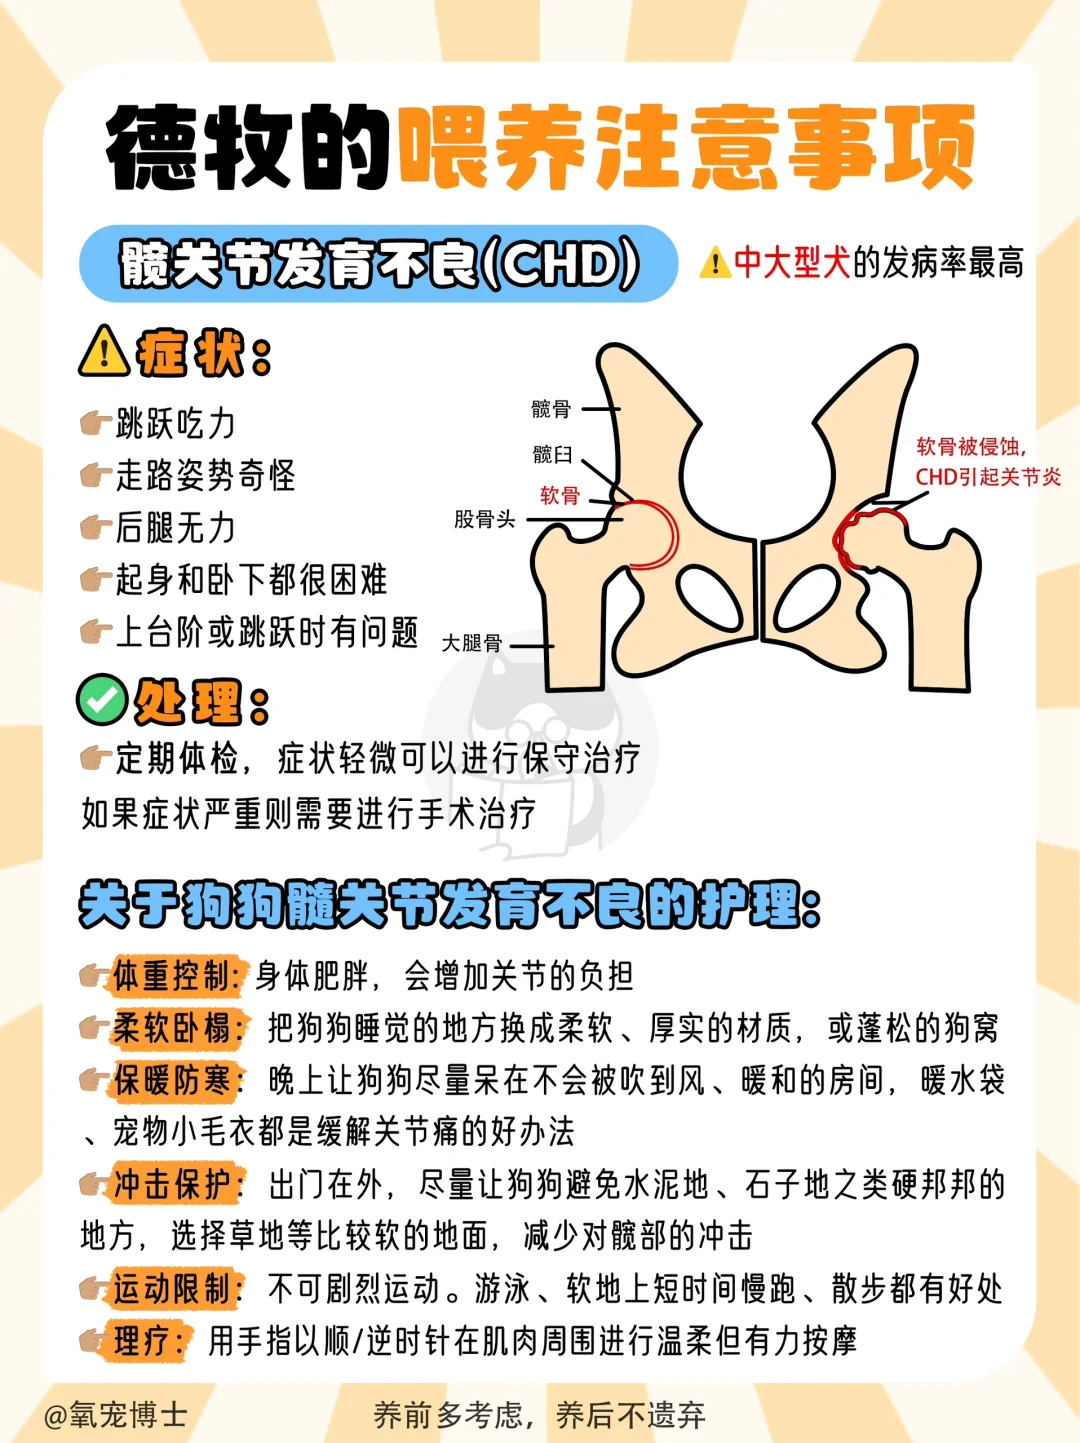 德牧的喂养注意事项
髋关节发育不良(CHD)
中大型犬的发病率最高
症状：
跳跃吃力
走路姿势奇怪
后腿无力
起身和卧下都很困难
上台阶或跳跃时有问题
髋骨
髋臼
软骨
股骨头
大腿骨
软骨被侵蚀，
CHD引起关节炎
处理：
定期体检，症状轻微可以进行保守治疗
如果症状严重则需要进行手术治疗
关于狗狗髋关节发育不良的护理：
体重控制：身体肥胖，会增加关节的负担
柔软卧榻：把狗狗睡觉的地方换成柔软、厚实的材质，或蓬松的狗窝
保暖防寒：晚上让狗狗尽量呆在不会被吹到风、暖和的房间，暖水袋
、宠物小毛衣都是缓解关节痛的好办法
冲击保护：出门在外，尽量让狗狗避免水泥地、石子地之类硬邦邦的
地方，选择草地等比较软的地面，减少对髋部的冲击
运动限制：不可剧烈运动。游泳、软地上短时间慢跑、散步都有好处
理疗：用手指以顺/逆时针在肌肉周围进行温柔但有力按摩
@氧宠博士
养前多考虑，养后不遗弃